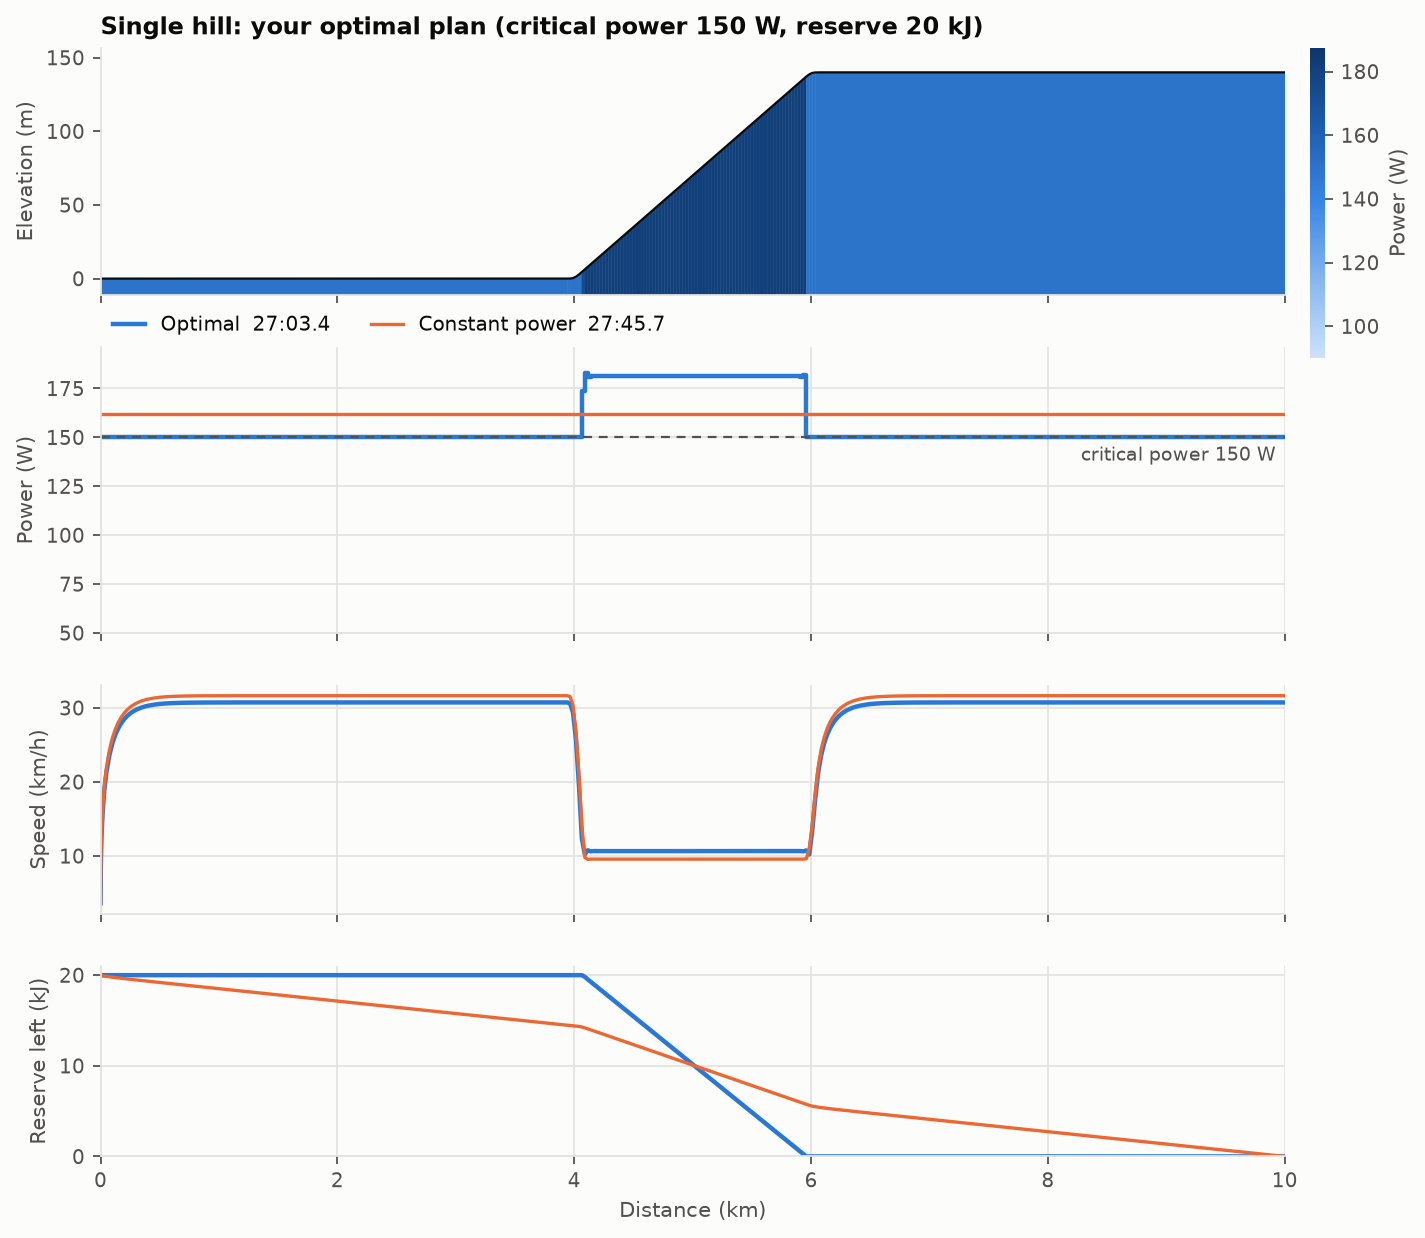 Single hill: your optimal plan (critical power 150 W, reserve 20 kJ)
150
100
50
0
Elevation (m)
180
160
140
120
100
Power (W)
Optimal  27:03.4
Constant power  27:45.7
175
150
125
100
75
50
Power (W)
critical power 150 W
30
20
10
Speed (km/h)
20
10
0
Reserve left (kJ)
0 2 4 6 8 10
Distance (km)